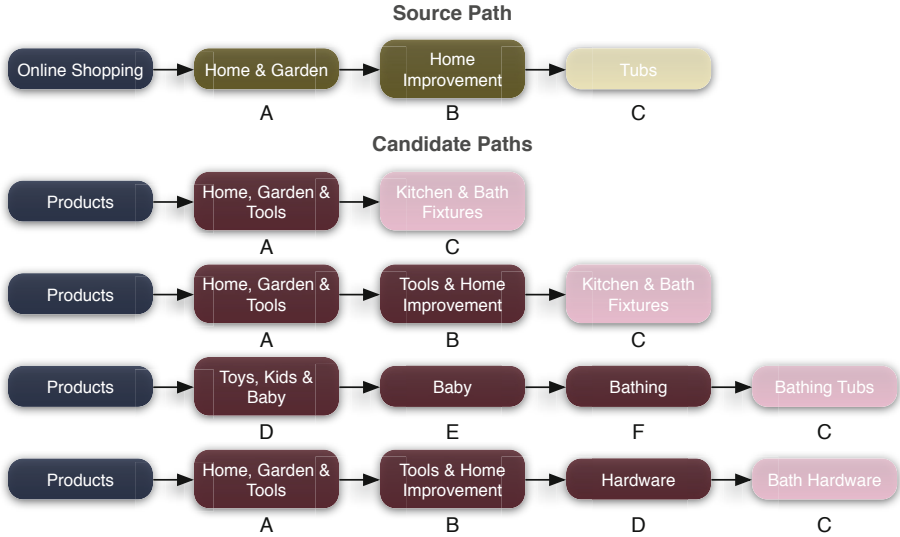 Source Path
Online Shopping
Home & Garden
Home
Improvement
Tubs
A
B
C
Candidate Paths
Products
Home, Garden &
Tools
Kitchen & Bath
Fixtures
A
C
Products
Home, Garden &
Tools
Tools & Home
Improvement
Kitchen & Bath
Fixtures
A
B
C
Products
Toys, Kids &
Baby
Baby
Bathing
Bathing Tubs
D
E
F
C
Products
Home, Garden &
Tools
Tools & Home
Improvement
Hardware
Bath Hardware
A
B
D
C